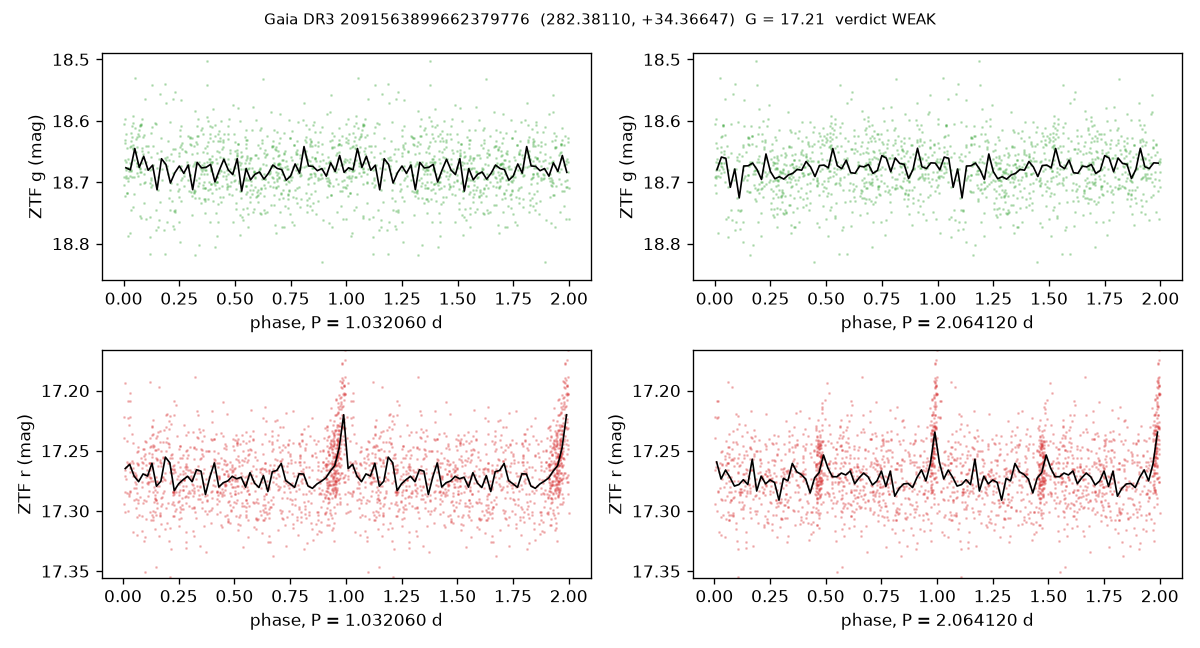 Gaia DR3 2091563899662379776  (282.38110, +34.36647)  G = 17.21  verdict WEAK
ZTF g (mag)
18.5
18.6
18.7
18.8
0.00 0.25 0.50 0.75 1.00 1.25 1.50 1.75 2.00
phase, P = 1.032060 d
ZTF g (mag)
18.5
18.6
18.7
18.8
0.00 0.25 0.50 0.75 1.00 1.25 1.50 1.75 2.00
phase, P = 2.064120 d
ZTF r (mag)
17.20
17.25
17.30
17.35
0.00 0.25 0.50 0.75 1.00 1.25 1.50 1.75 2.00
phase, P = 1.032060 d
ZTF r (mag)
17.20
17.25
17.30
17.35
0.00 0.25 0.50 0.75 1.00 1.25 1.50 1.75 2.00
phase, P = 2.064120 d